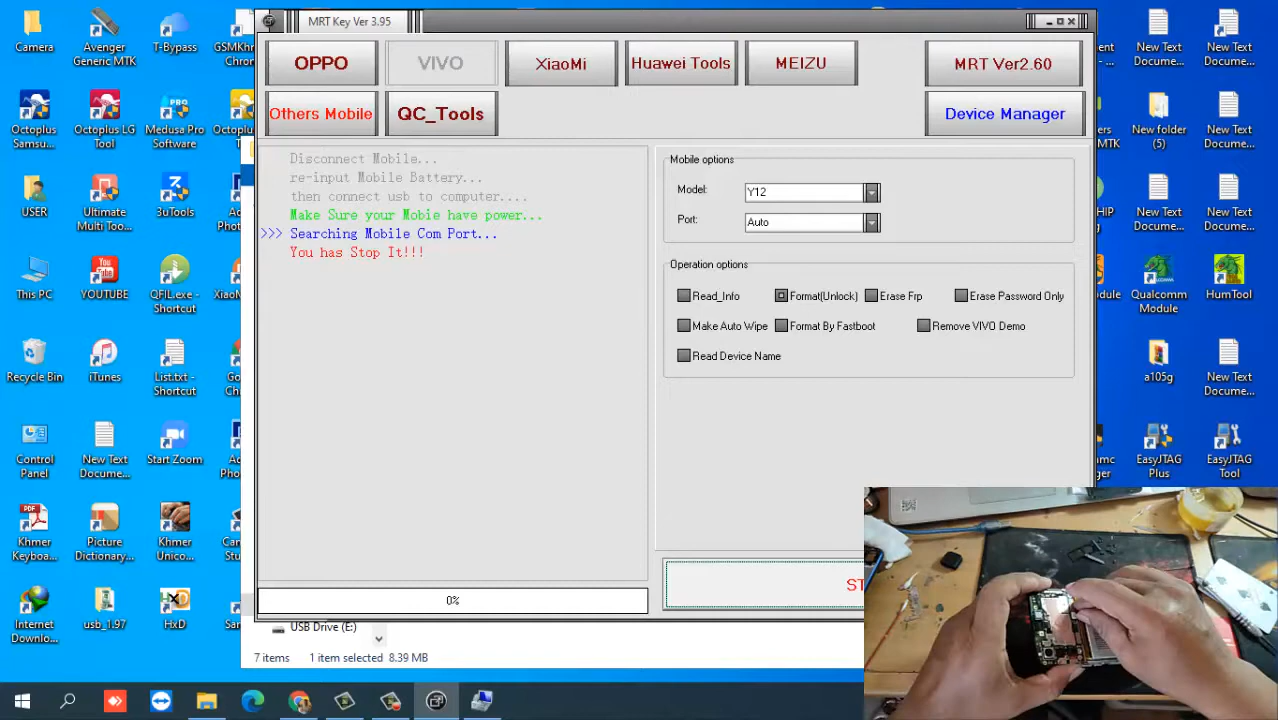 MRT Key Ver 3.95
OPPO
VIVO
XiaoMi
Huawei Tools
MEIZU
MRT Ver2.60
Others Mobile
QC_Tools
Device Manager
Disconnect Mobile...
re-input Mobile Battery...
then connect usb to computer....
Make Sure your Mobie have power...
>>> Searching Mobile Com Port...
You has Stop It!!!
0%
Mobile options
Model:
Y12
Port:
Auto
Operation options
Read_Info
Format(Unlock)
Erase Frp
Erase Password Only
Make Auto Wipe
Format By Fastboot
Remove VIVO Demo
Read Device Name
Camera
Avenger
Generic MTK
T-Bypass
Octoplus
Samsu...
Octoplus LG
Tool
Medusa Pro
Software
USER
Ultimate
Multi Too...
3uTools
This PC
YOUTUBE
QFIL.exe -
Shortcut
Recycle Bin
iTunes
List.txt -
Shortcut
Control
Panel
New Text
Docume...
Start Zoom
Khmer
Keyboa...
Picture
Dictionary...
Khmer
Unico...
Internet
Downlo...
usb_1.97
HxD
New Text
Docume...
New Text
Docume...
New folder
(5)
New Text
Docume...
New Text
Docume...
New Text
Docume...
Qualcomm
Module
HumTool
a105g
New Text
Docume...
EasyJTAG
Plus
EasyJTAG
Tool
USB Drive (E:)
7 items
1 item selected 8.39 MB